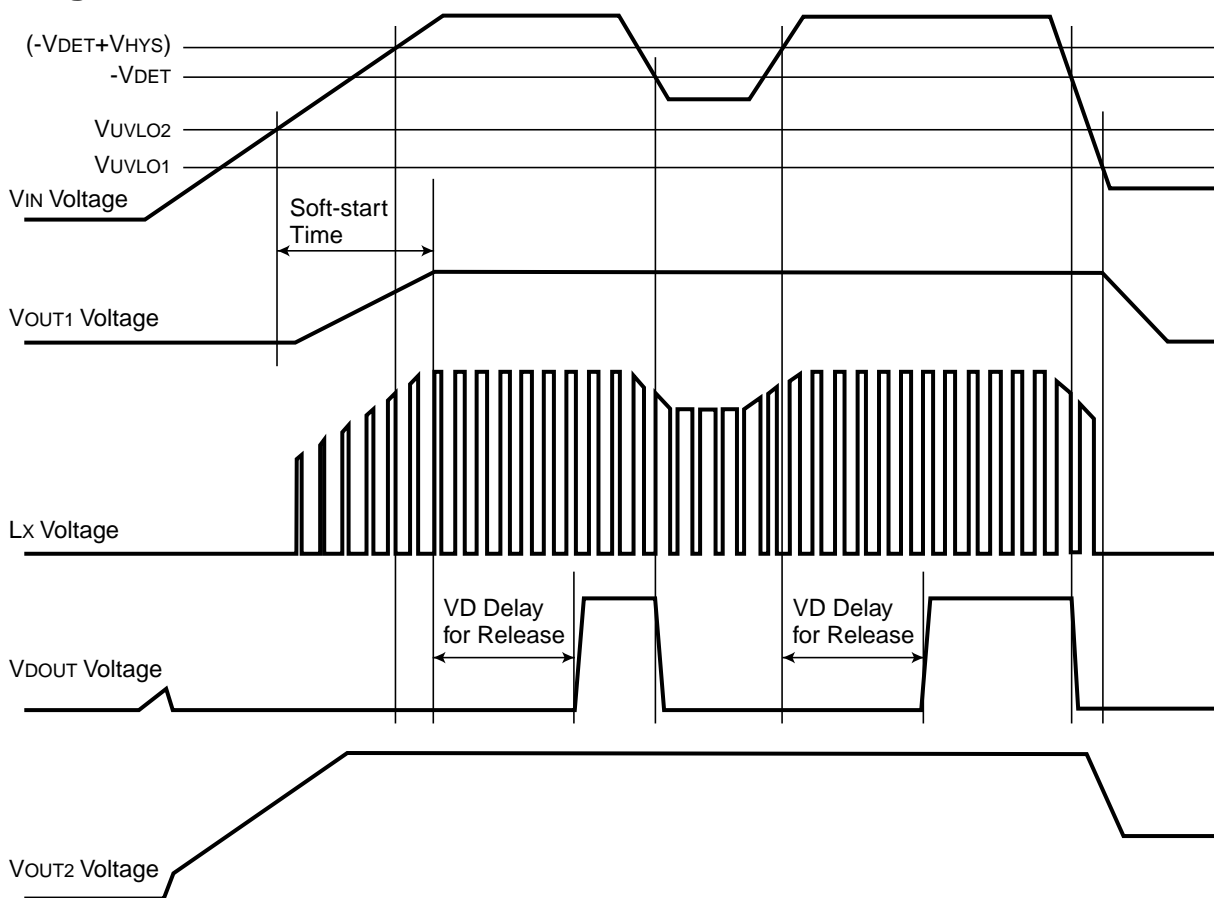 (-VDET+VHYS)
-VDET
VUVLO2
VUVLO1
VIN Voltage
Soft-start
Time
VOUT1 Voltage
LX Voltage
VD Delay
for Release
VD Delay
for Release
VDOUT Voltage
VOUT2 Voltage